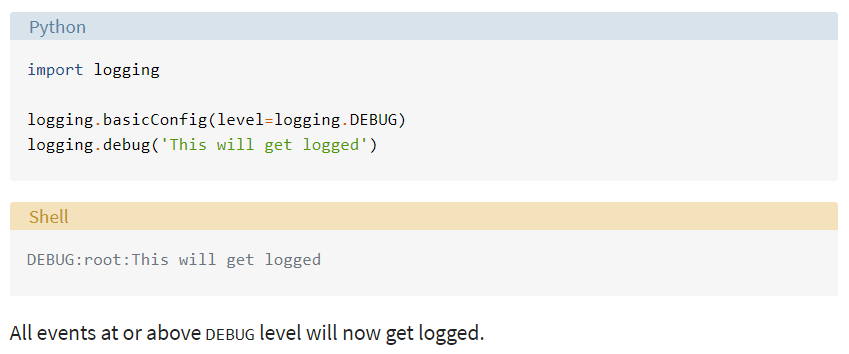 Python
import logging
logging.basicConfig(level=logging.DEBUG)
logging.debug('This will get logged')
Shell
DEBUG:root:This will get logged
All events at or above DEBUG level will now get logged.